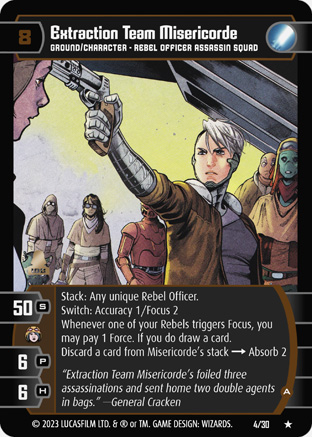 8
Extraction Team Misericorde
GROUND/CHARACTER - REBEL OFFICER ASSASSIN SQUAD
50 S
6 P
6 H
Stack: Any unique Rebel Officer.
Switch: Accuracy 1/Focus 2
Whenever one of your Rebels triggers Focus, you
may pay 1 Force. If you do draw a card.
Discard a card from Misericorde's stack → Absorb 2
“Extraction Team Misericorde's foiled three
assassinations and sent home two double agents
in bags.” —General Cracken
A
© 2023 LUCASFILM LTD. & ® or TM. GAME DESIGN: WIZARDS.
4/30 ★